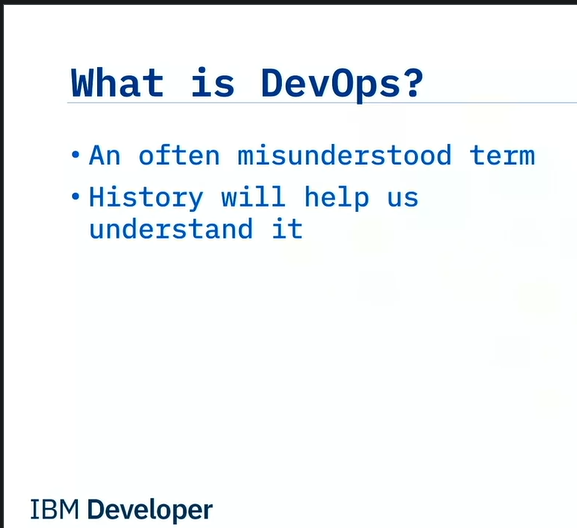 What is DevOps?
• An often misunderstood term
• History will help us
understand it
IBM Developer